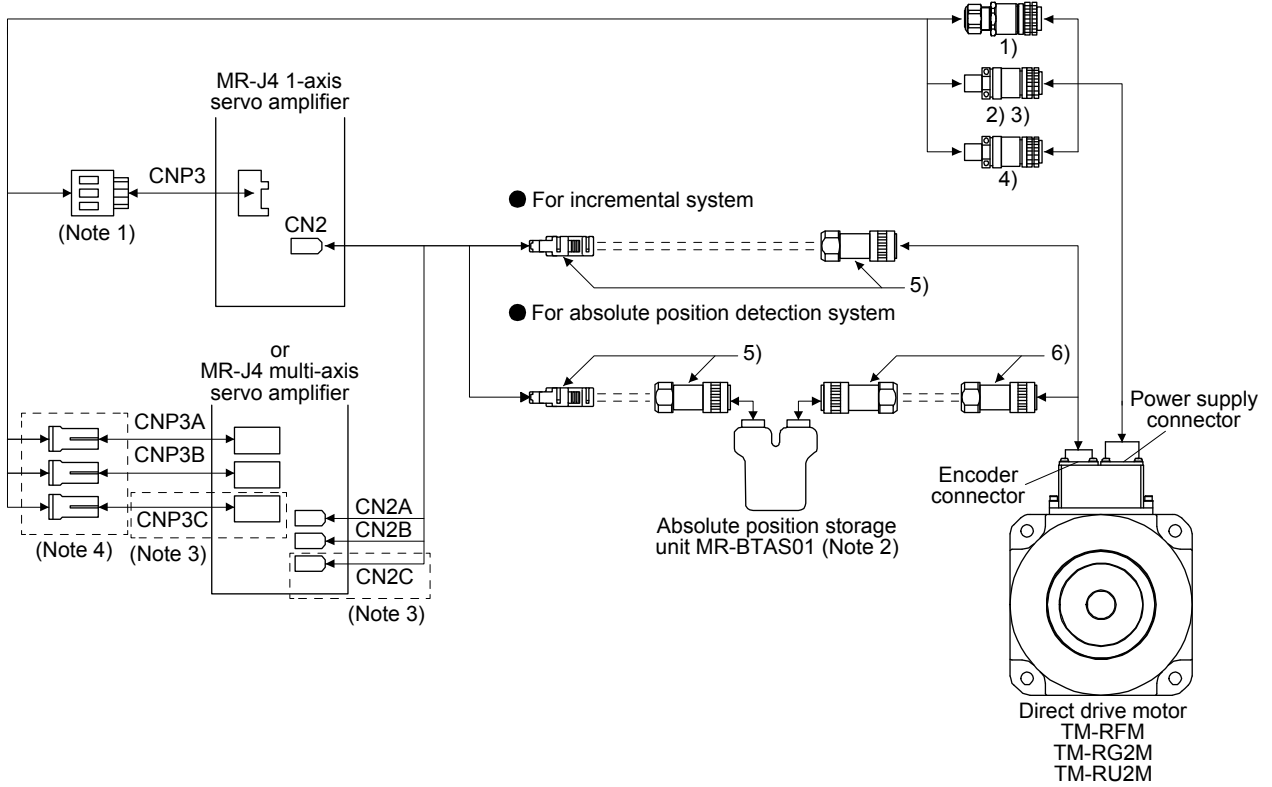 1)
MR-J4 1-axis
servo amplifier
2) 3)
4)
CNP3
(Note 1)
CN2
● For incremental system
5)
● For absolute position detection system
or
MR-J4 multi-axis
servo amplifier
5)
6)
Power supply
connector
CNP3A
CNP3B
Encoder
connector
CN2A
CNP3C
CN2B
Absolute position storage
unit MR-BTAS01 (Note 2)
(Note 4)
(Note 3)
CN2C
(Note 3)
Direct drive motor
TM-RFM
TM-RG2M
TM-RU2M